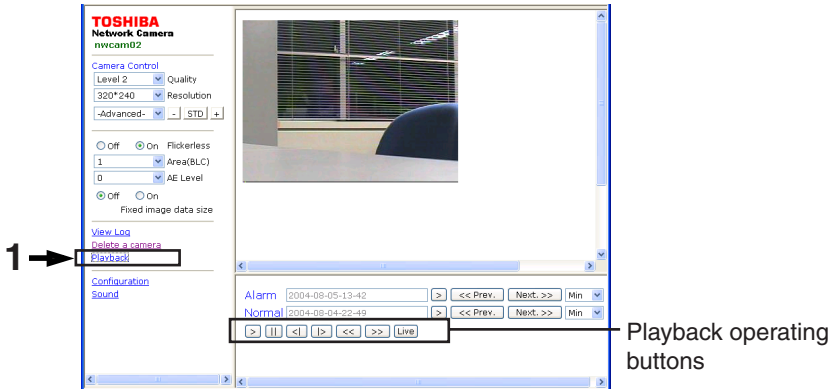 TOSHIBA
Network Camera
nwcam02
Camera Control
Level 2 Quality
320*240 Resolution
-Advanced- - STD +
Off On Flickerless
1 Area(BLC)
0 AE Level
Off On
Fixed image data size
View Log
Delete a camera
1 Playback
Configuration
Sound
Alarm 2004-08-05-13-42 > << Prev. Next. >> Min
Normal 2004-08-04-22-49 > << Prev. Next. >> Min
> || <| |> << >> Live
Playback operating
buttons